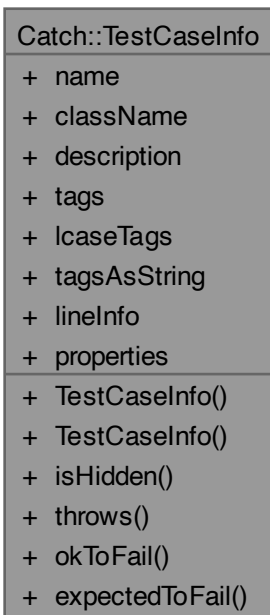 Catch::TestCaseInfo
+ name
+ className
+ description
+ tags
+ lcaseTags
+ tagsAsString
+ lineInfo
+ properties
+ TestCaseInfo()
+ TestCaseInfo()
+ isHidden()
+ throws()
+ okToFail()
+ expectedToFail()